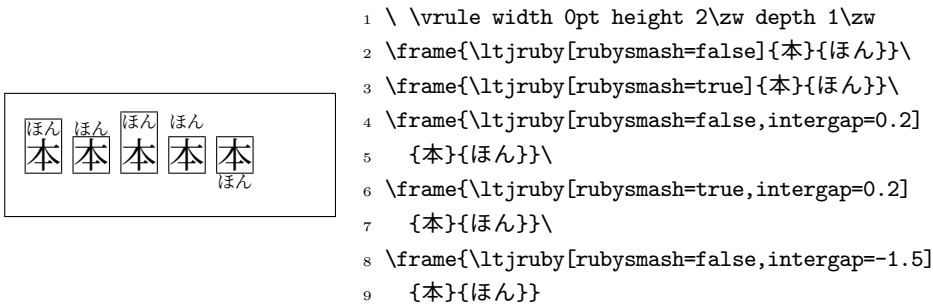 ほん ほん ほん ほん
本 本 本 本 本
ほん
1 \ \vrule width 0pt height 2\zw depth 1\zw
2 \frame{\ltjruby[rubysmash=false]{本}{ほん}}\
3 \frame{\ltjruby[rubysmash=true]{本}{ほん}}\
4 \frame{\ltjruby[rubysmash=false,intergap=0.2]
5 {本}{ほん}}\
6 \frame{\ltjruby[rubysmash=true,intergap=0.2]
7 {本}{ほん}}\
8 \frame{\ltjruby[rubysmash=false,intergap=-1.5]
9 {本}{ほん}}